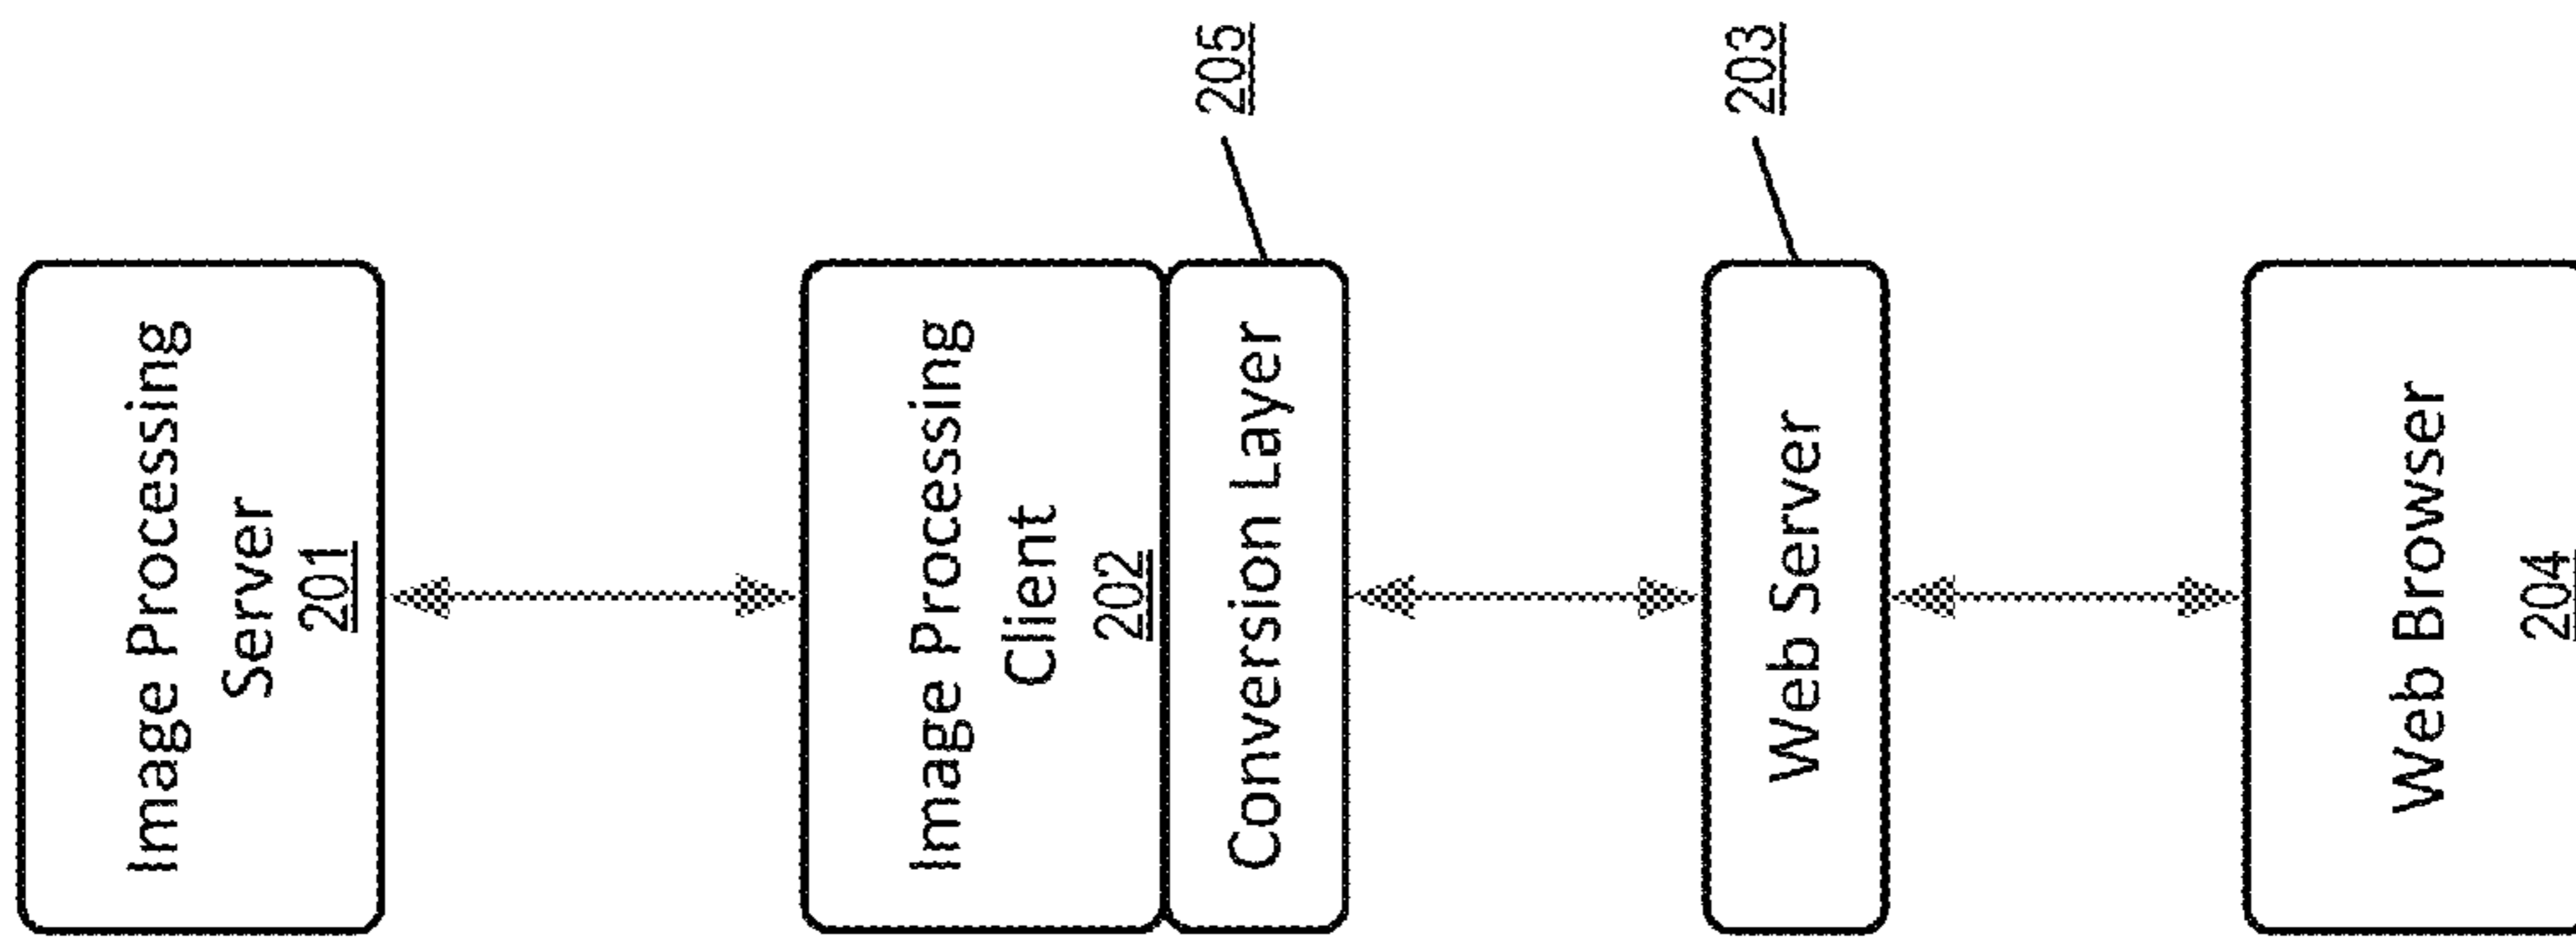 Image Processing
Server
201
Image Processing
Client
202
Conversion Layer
205
Web Server
203
Web Browser
204